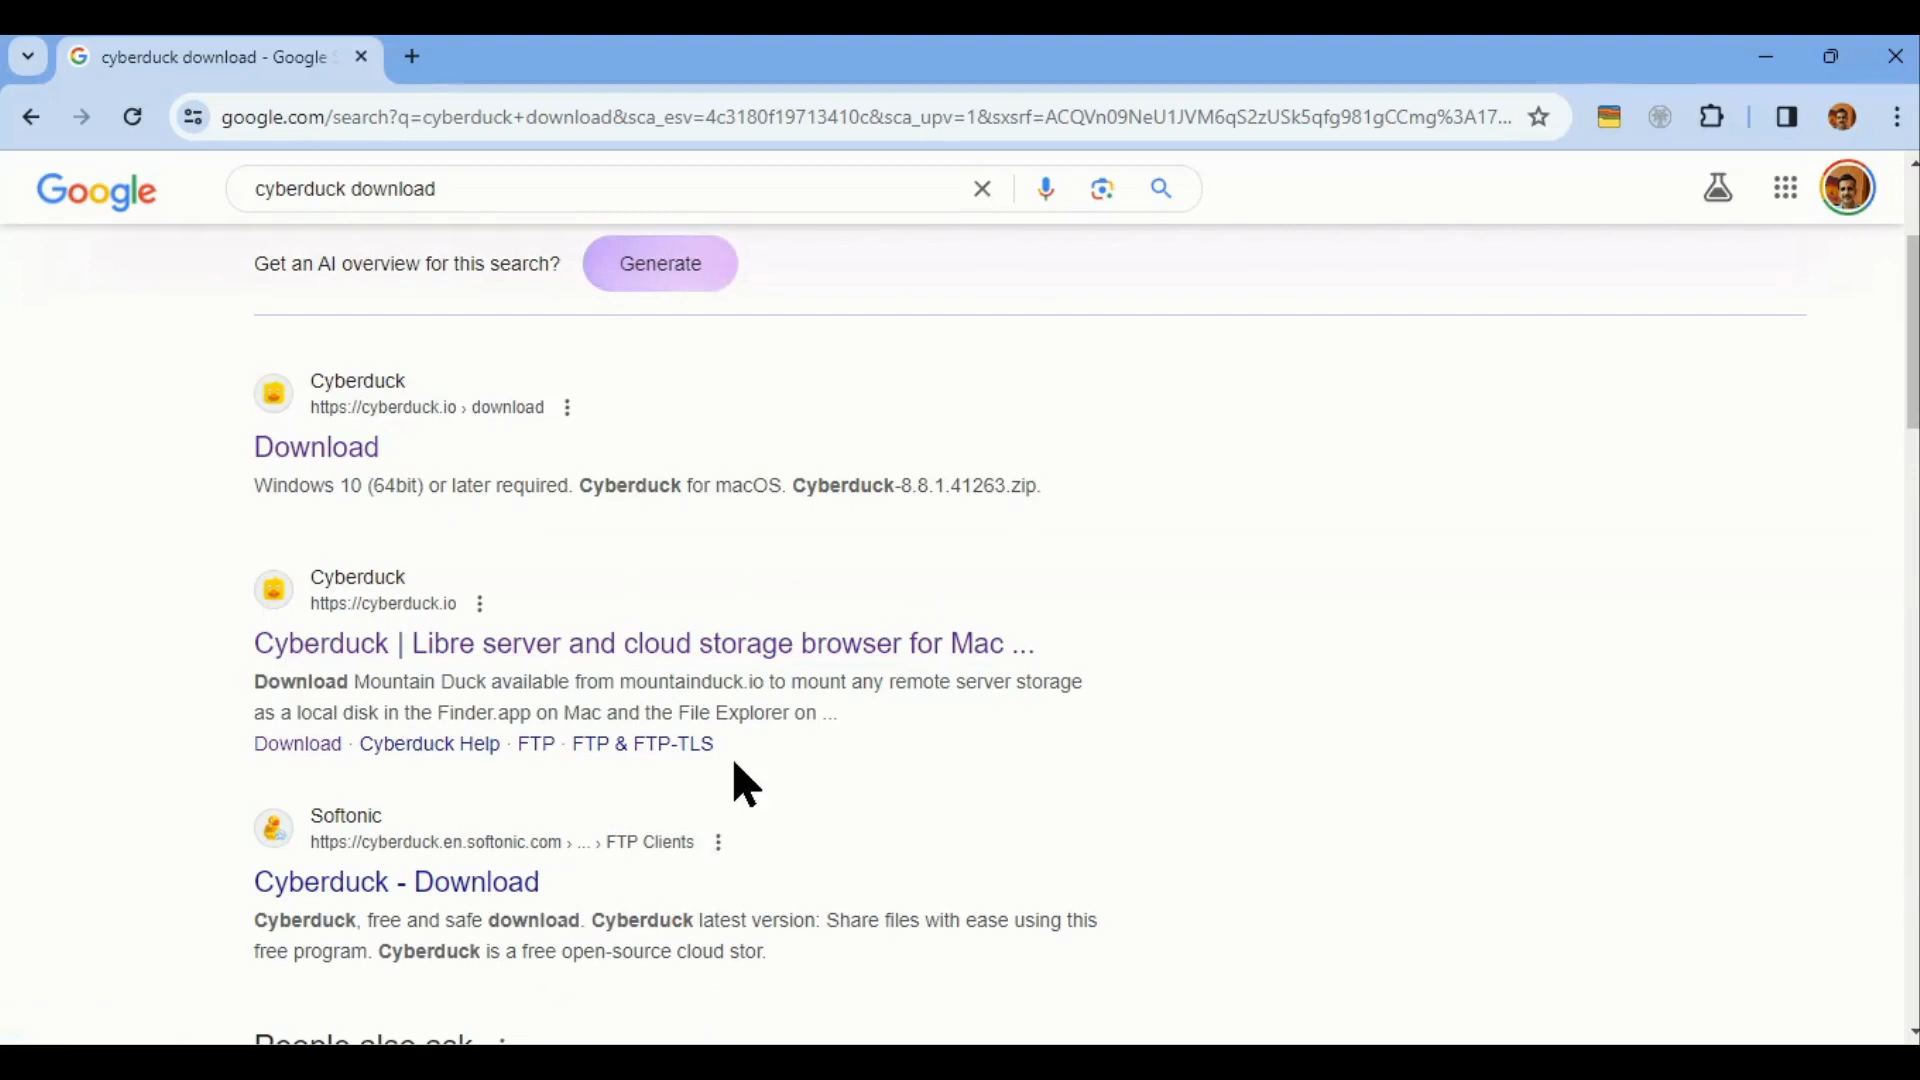 cyberduck download - Google
google.com/search?q=cyberduck+download&sca_esv=4c3180f19713410c&sca_upv=1&sxsrf=ACQVn09NeU1JVM6qS2zUSk5qfg981gCCmg%3A17...
Google
cyberduck download
Get an AI overview for this search?
Generate
Cyberduck
https://cyberduck.io › download
Download
Windows 10 (64bit) or later required. Cyberduck for macOS. Cyberduck-8.8.1.41263.zip.
Cyberduck
https://cyberduck.io
Cyberduck | Libre server and cloud storage browser for Mac ...
Download Mountain Duck available from mountainduck.io to mount any remote server storage
as a local disk in the Finder.app on Mac and the File Explorer on ...
Download · Cyberduck Help · FTP · FTP & FTP-TLS
Softonic
https://cyberduck.en.softonic.com › ... › FTP Clients
Cyberduck - Download
Cyberduck, free and safe download. Cyberduck latest version: Share files with ease using this
free program. Cyberduck is a free open-source cloud stor.
People also ask